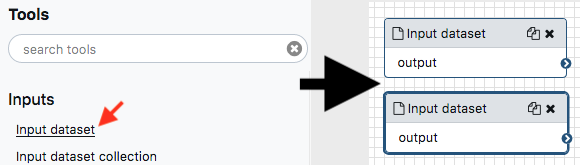 Tools
search tools
Inputs
Input dataset
Input dataset collection
Input dataset
output
Input dataset
output